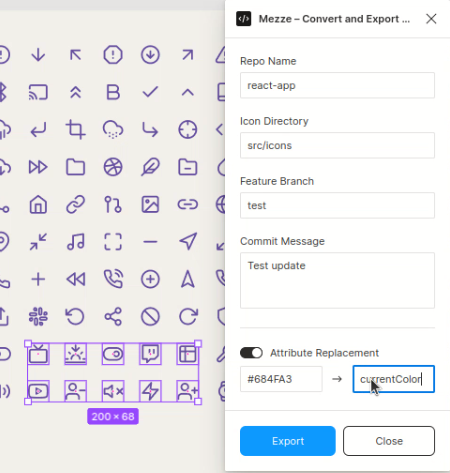 Mezze – Convert and Export ...
Repo Name
react-app
Icon Directory
src/icons
Feature Branch
test
Commit Message
Test update
Attribute Replacement
#684FA3 → currentColor
200 × 68
Export
Close